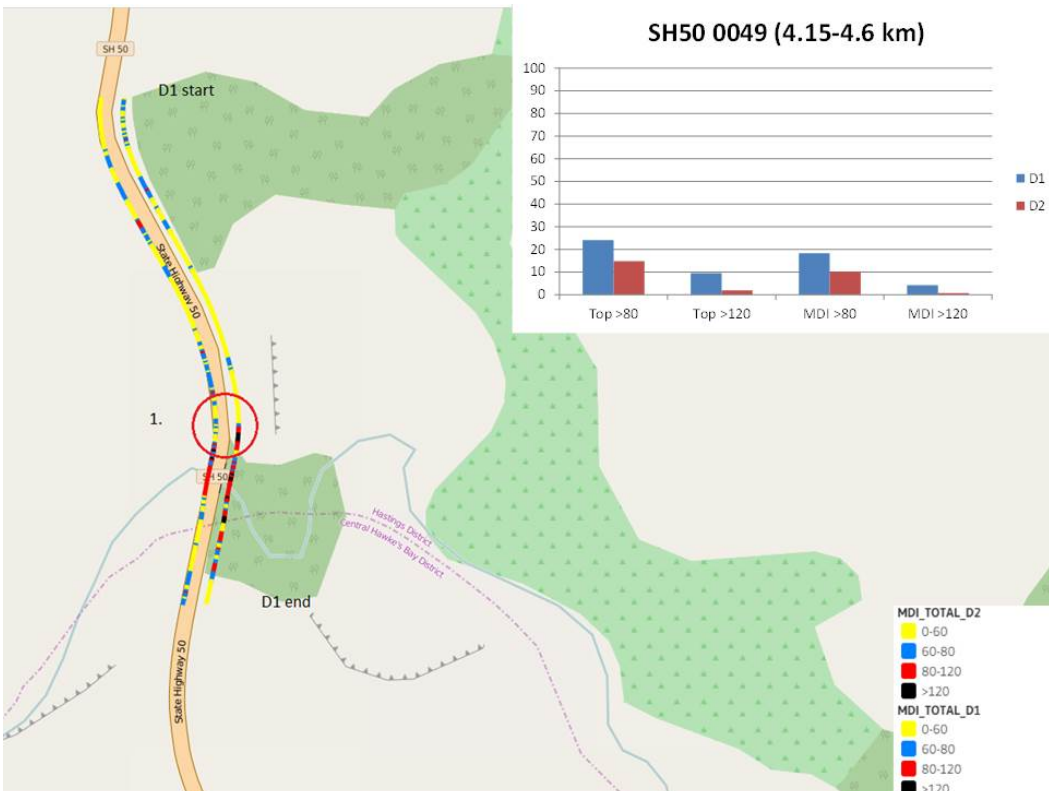 SH 50
D1 start
State Highway 50
1.
SH 50
Hastings District
Central Hawke's Bay District
D1 end
State Highway 50
SH50 0049 (4.15-4.6 km)
100
90
80
70
60
50
40
30
20
10
0
Top >80
Top >120
MDI >80
MDI >120
D1
D2
MDI_TOTAL_D2
0-60
60-80
80-120
>120
MDI_TOTAL_D1
0-60
60-80
80-120
>120